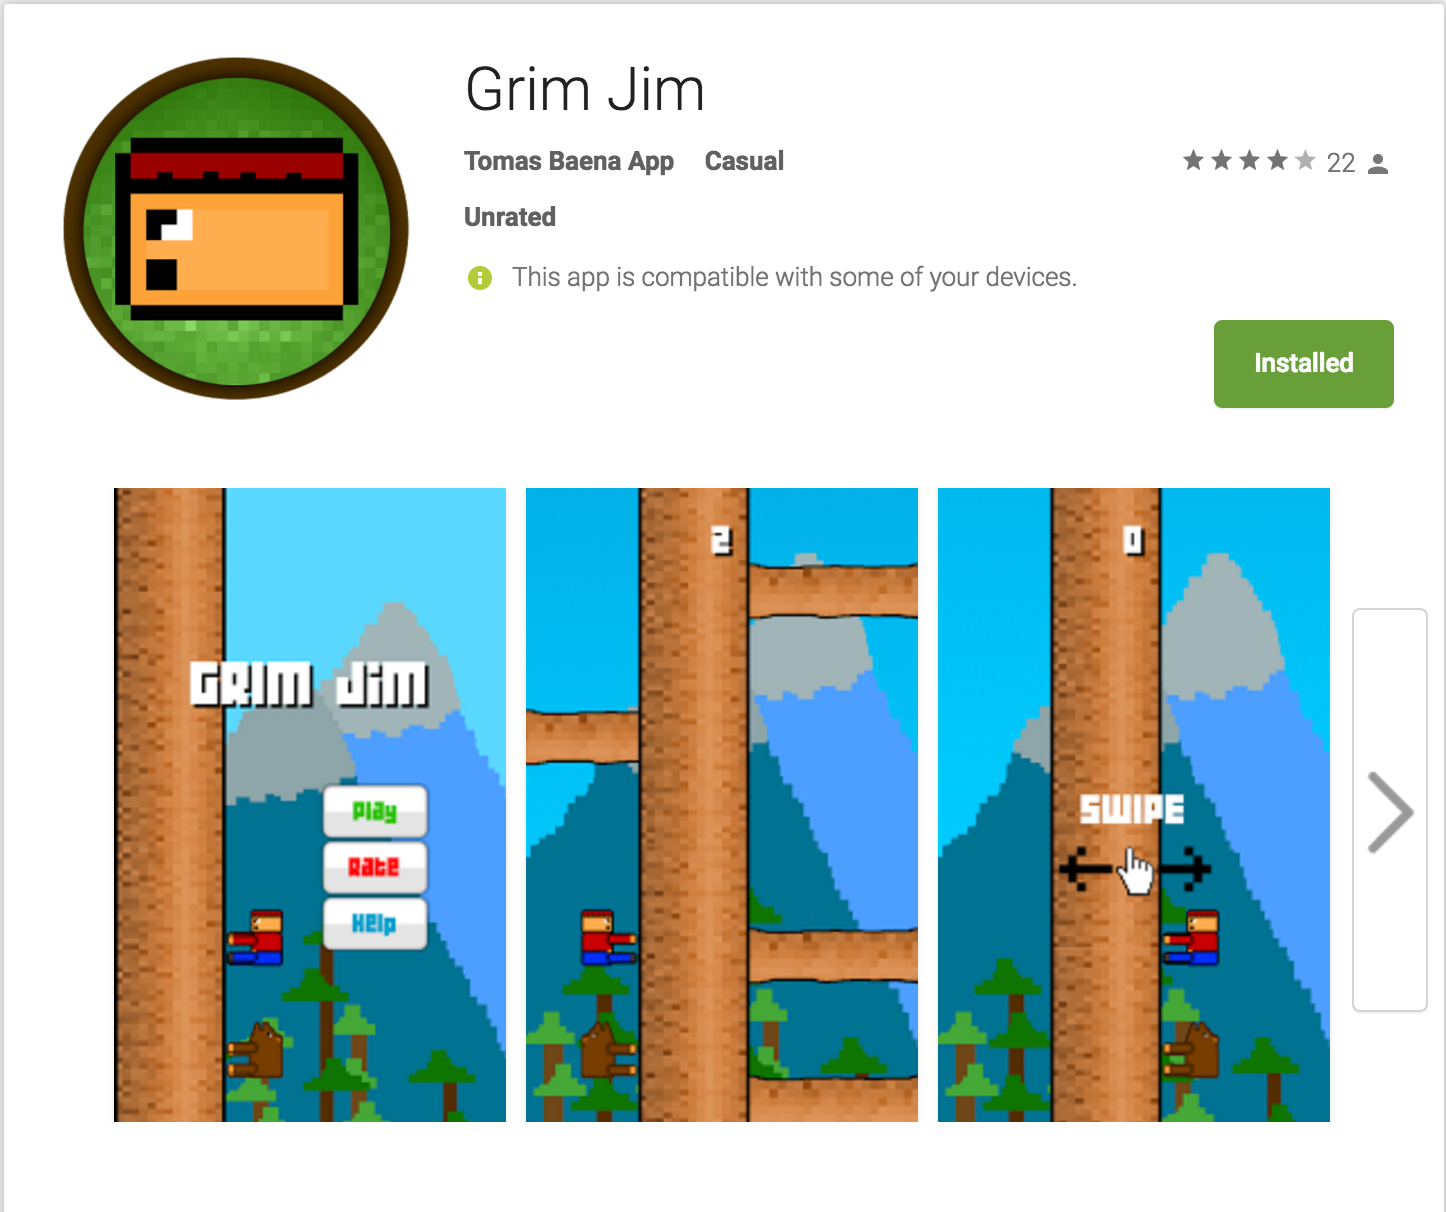 Grim Jim
Tomas Baena App Casual
22
Unrated
This app is compatible with some of your devices.
Installed
GRIM JIM
Play
Rate
Help
2
0
SWIPE